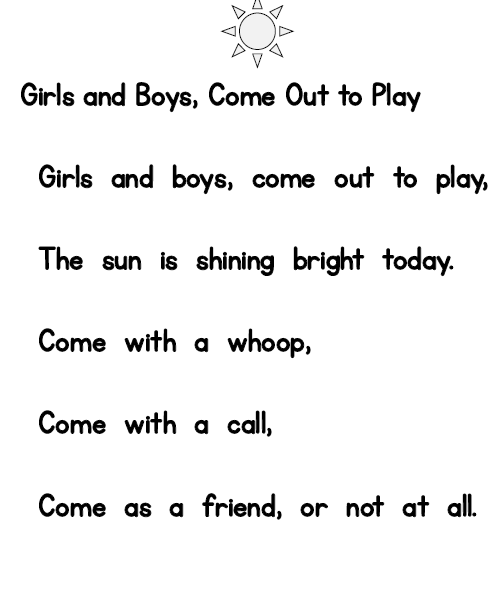 Girls and Boys, Come Out to Play
Girls and boys, come out to play,
The sun is shining bright today.
Come with a whoop,
Come with a call,
Come as a friend, or not at all.